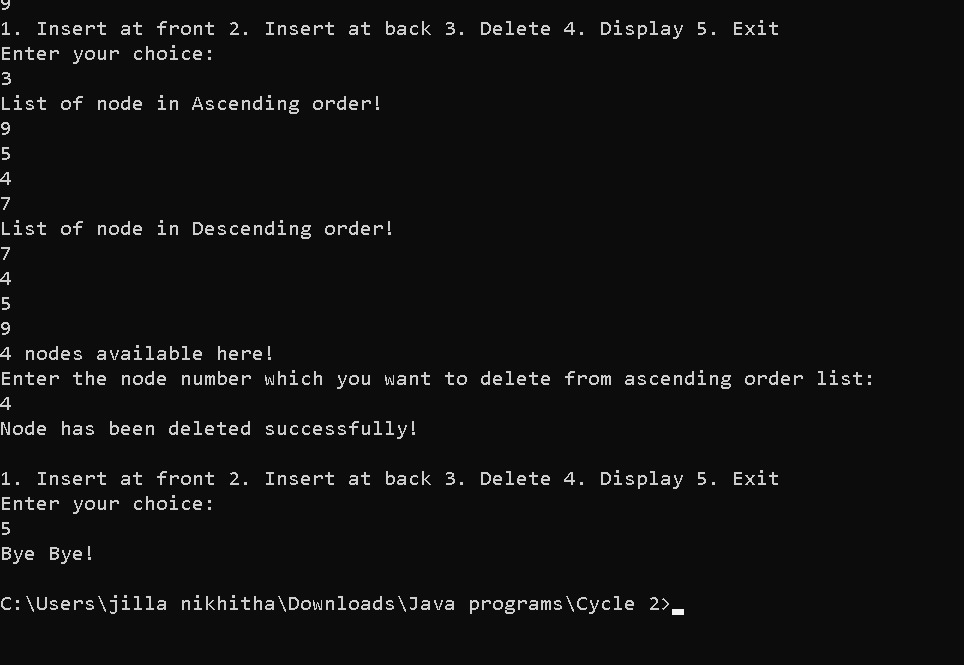 9
1. Insert at front 2. Insert at back 3. Delete 4. Display 5. Exit
Enter your choice:
3
List of node in Ascending order!
9
5
4
7
List of node in Descending order!
7
4
5
9
4 nodes available here!
Enter the node number which you want to delete from ascending order list:
4
Node has been deleted successfully!
1. Insert at front 2. Insert at back 3. Delete 4. Display 5. Exit
Enter your choice:
5
Bye Bye!
C:\Users\jilla nikhitha\Downloads\Java programs\Cycle 2>